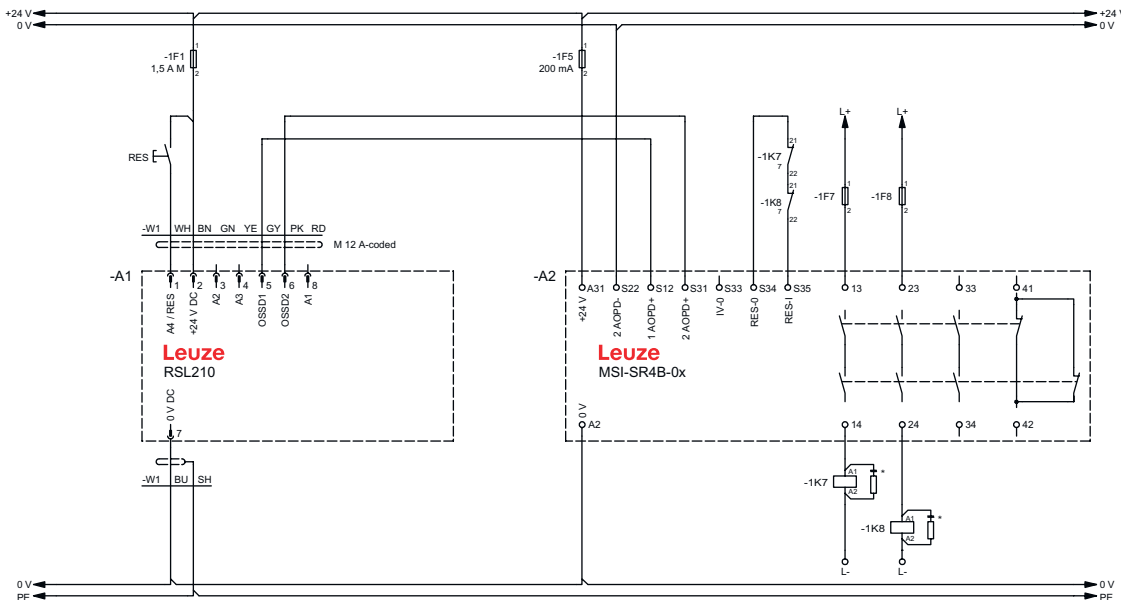 +24 V +24 V
0 V 0 V
-1F1 1 2
1,5 A M
-1F5 1 2
200 mA
L+ L+
RES
-1K7 21 22 7
-1K8 21 22 7
-1F7 1 2
-1F8 1 2
-W1 WH BN GN YE GY PK RD
M 12 A-coded
-A1
1 2 3 4 5 6 7 8
A4 / RES
+24 V DC
A2
A3
OSSD1
OSSD2
A1
Leuze
RSL210
0 V DC
7
-W1 BU SH
-A2
A31 S22 S12 S31 S33 S34 S35 13 23 33 41
+24 V
2 AOPD-
1 AOPD+
2 AOPD+
IV-0
RES-0
RES-I
Leuze
MSI-SR4B-0x
0 V
A2 14 24 34 42
-1K7 A1 A2 *
-1K8 A1 A2 *
L- L-
0 V 0 V
PE PE